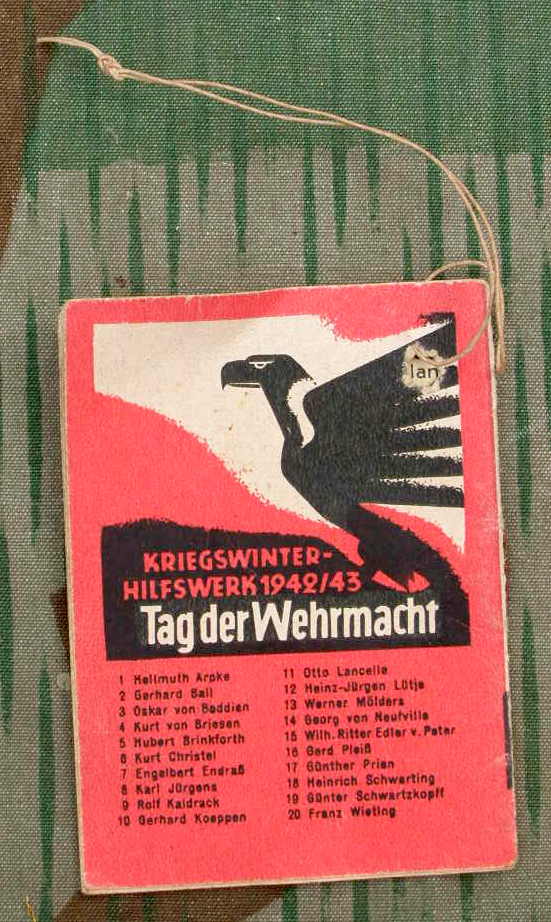 lan
KRIEGSWINTER-
HILFSWERK 1942/43
Tag der Wehrmacht
1 Hellmuth Arpke
2 Gerhard Ball
3 Oskar von Boddien
4 Kurt von Briesen
5 Hubert Brinkforth
6 Kurt Christel
7 Engelbert Endraß
8 Karl Jürgens
9 Rolf Kaldrack
10 Gerhard Koeppen
11 Otto Lancelle
12 Heinz-Jürgen Lütje
13 Werner Mölders
14 Georg von Neufville
15 Wilh. Ritter Edler v. Peter
16 Gerd Pleiß
17 Günther Prien
18 Heinrich Schwarting
19 Günter Schwartzkopff
20 Franz Wieting